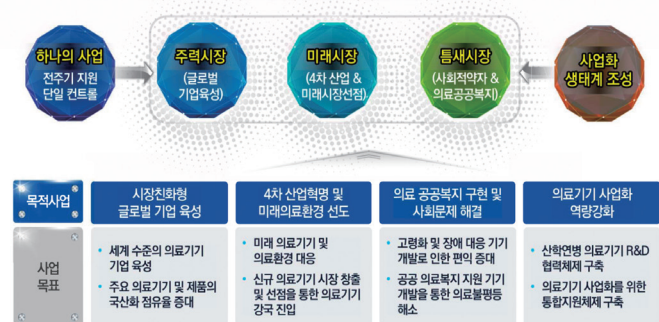 하나의 사업
전주기 지원
단일 컨트롤
주력시장
(글로벌
기업육성)
미래시장
(4차 산업 &
미래시장선점)
틈새시장
(사회적약자 &
의료공공복지)
사업화
생태계 조성
목적사업
시장친화형
글로벌 기업 육성
4차 산업혁명 및
미래의료환경 선도
의료 공공복지 구현 및
사회문제 해결
의료기기 사업화
역량강화
사업
목표
• 세계 수준의 의료기기
기업 육성
• 주요 의료기기 및 제품의
국산화 점유율 증대
• 미래 의료기기 및
의료환경 대응
• 신규 의료기기 시장 창출
및 선점을 통한 의료기기
강국 진입
• 고령화 및 장애 대응 기기
개발로 인한 편익 증대
• 공공 의료복지 지원 기기
개발을 통한 의료불평등
해소
• 산학연병 의료기기 R&D
협력체제 구축
• 의료기기 사업화를 위한
통합지원체제 구축